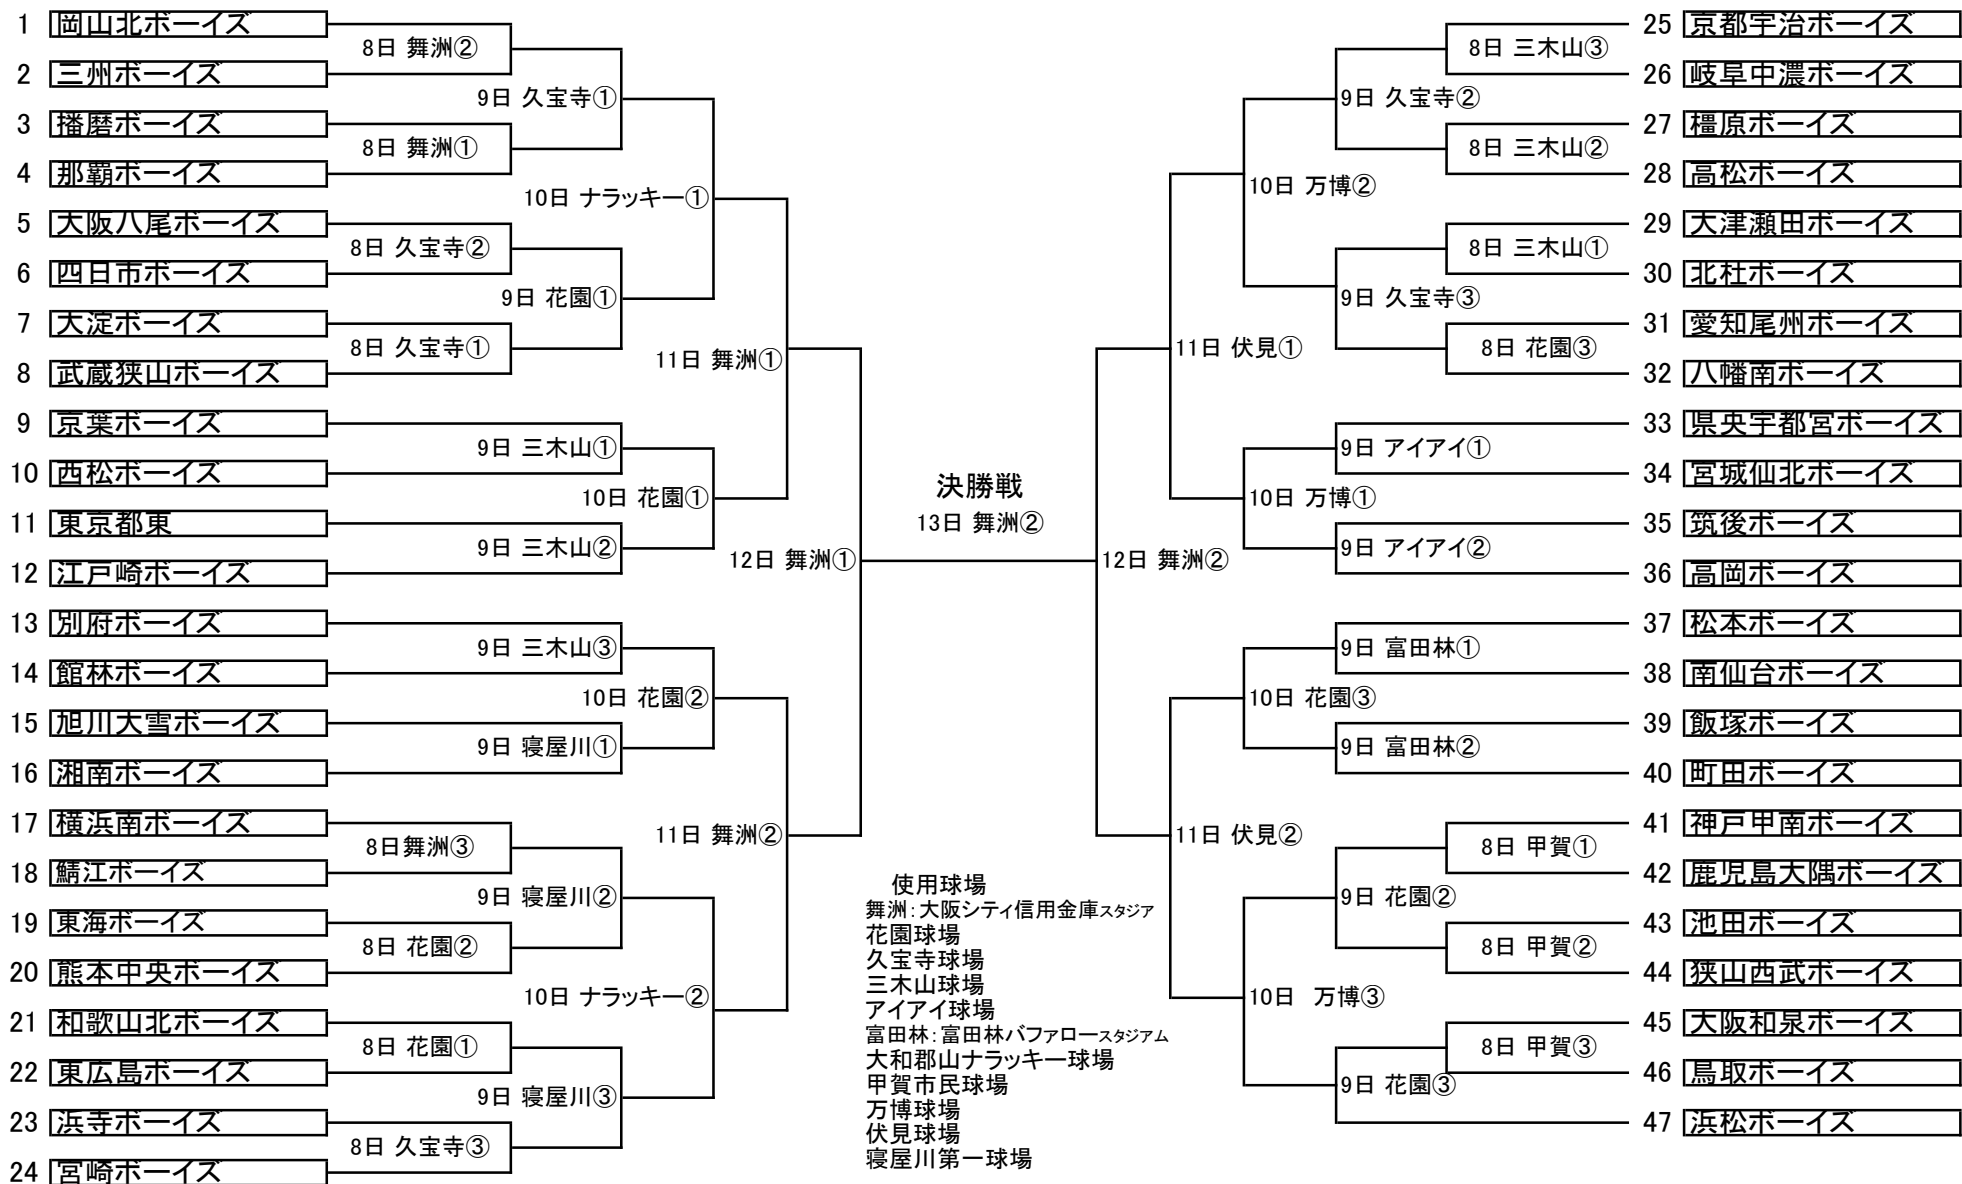 1 岡山北ボーイズ
8日 舞洲②
2 三州ボーイズ
9日 久宝寺①
3 播磨ボーイズ
8日 舞洲①
4 那覇ボーイズ
10日 ナラッキー①
5 大阪八尾ボーイズ
8日 久宝寺②
6 四日市ボーイズ
9日 花園①
7 大淀ボーイズ
8日 久宝寺①
8 武蔵狭山ボーイズ
11日 舞洲①
9 京葉ボーイズ
9日 三木山①
10 西松ボーイズ
10日 花園①
11 東京都東
9日 三木山②
12 江戸崎ボーイズ
12日 舞洲①
13 別府ボーイズ
9日 三木山③
14 館林ボーイズ
10日 花園②
15 旭川大雪ボーイズ
9日 寝屋川①
16 湘南ボーイズ
17 横浜南ボーイズ
11日 舞洲②
8日舞洲③
18 鯖江ボーイズ
9日 寝屋川②
19 東海ボーイズ
8日 花園②
20 熊本中央ボーイズ
10日 ナラッキー②
21 和歌山北ボーイズ
8日 花園①
22 東広島ボーイズ
9日 寝屋川③
23 浜寺ボーイズ
8日 久宝寺③
24 宮崎ボーイズ
決勝戦
13日 舞洲②
使用球場
舞洲:大阪シティ信用金庫スタジア
花園球場
久宝寺球場
三木山球場
アイアイ球場
富田林:富田林バファロースタジアム
大和郡山ナラッキー球場
甲賀市民球場
万博球場
伏見球場
寝屋川第一球場
25 京都宇治ボーイズ
8日 三木山③
26 岐阜中濃ボーイズ
9日 久宝寺②
27 橿原ボーイズ
8日 三木山②
28 高松ボーイズ
10日 万博②
29 大津瀬田ボーイズ
8日 三木山①
30 北杜ボーイズ
9日 久宝寺③
31 愛知尾州ボーイズ
8日 花園③
11日 伏見①
32 八幡南ボーイズ
33 県央宇都宮ボーイズ
9日 アイアイ①
34 宮城仙北ボーイズ
10日 万博①
35 筑後ボーイズ
9日 アイアイ②
36 高岡ボーイズ
12日 舞洲②
37 松本ボーイズ
9日 富田林①
38 南仙台ボーイズ
10日 花園③
39 飯塚ボーイズ
9日 富田林②
40 町田ボーイズ
41 神戸甲南ボーイズ
11日 伏見②
8日 甲賀①
42 鹿児島大隅ボーイズ
9日 花園②
43 池田ボーイズ
8日 甲賀②
44 狭山西武ボーイズ
10日 万博③
45 大阪和泉ボーイズ
8日 甲賀③
46 鳥取ボーイズ
9日 花園③
47 浜松ボーイズ